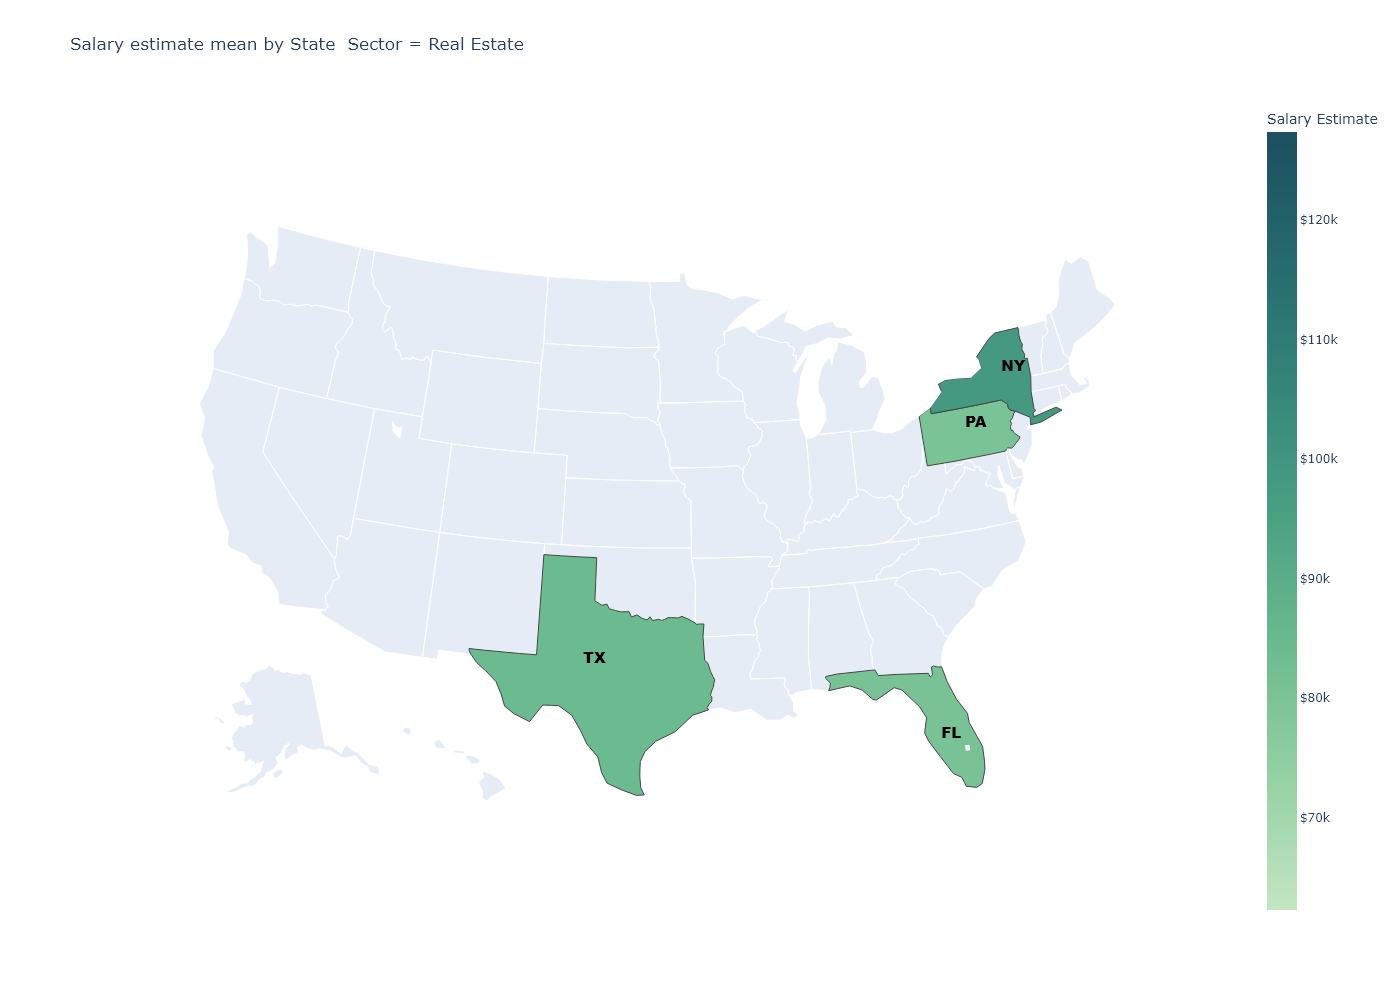 Salary estimate mean by State  Sector = Real Estate
Salary Estimate
$120k
$110k
$100k
$90k
$80k
$70k
NY
PA
TX
FL